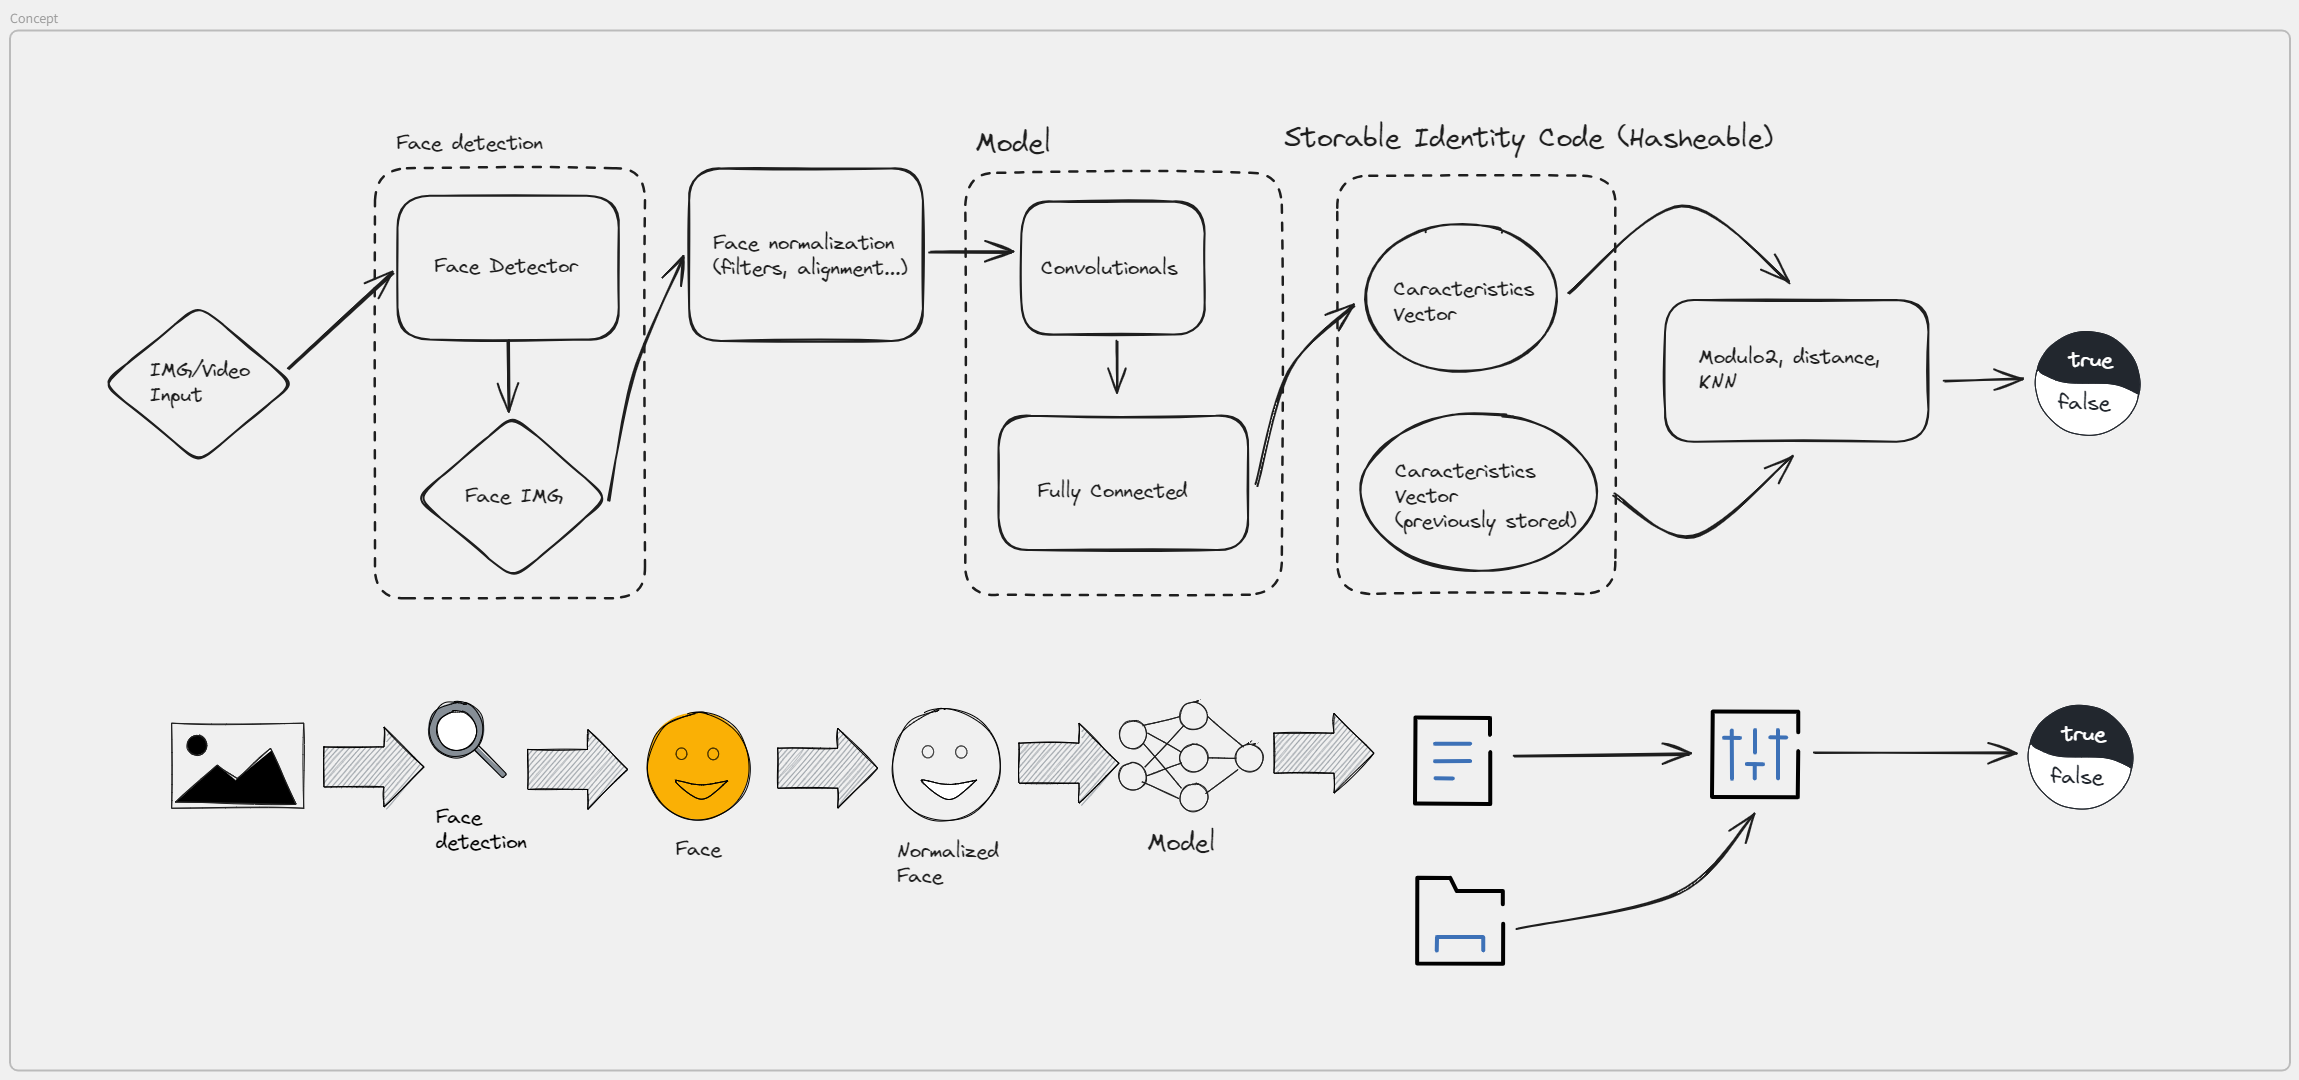 Concept
Face detection
Model
Storable Identity Code (Hasheable)
IMG/Video
Input
Face Detector
Face IMG
Face normalization
(filters, alignment...)
Convolutionals
Fully Connected
Caracteristics
Vector
Caracteristics
Vector
(previously stored)
Modulo2, distance,
KNN
true
false
Face
detection
Face
Normalized
Face
Model
true
false